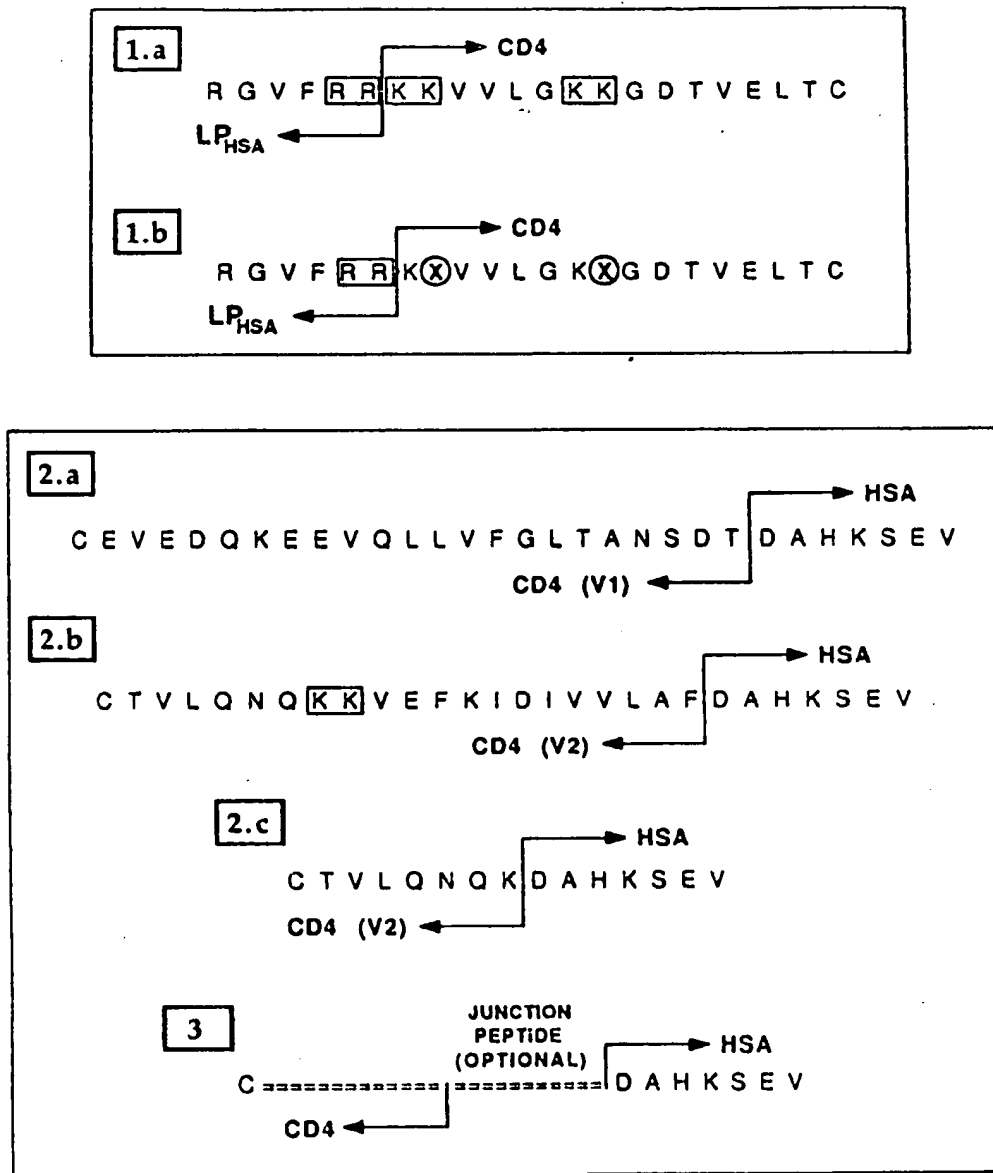 1.a
CD4
R G V F R R K K V V L G K K G D T V E L T C
LPHSA
1.b
CD4
R G V F R R K X V V L G K X G D T V E L T C
LPHSA
2.a
HSA
C E V E D Q K E E V Q L L V F G L T A N S D T D A H K S E V
CD4 (V1)
2.b
HSA
C T V L Q N Q K K V E F K I D I V V L A F D A H K S E V
CD4 (V2)
2.c
HSA
C T V L Q N Q K D A H K S E V
CD4 (V2)
3
JUNCTION
PEPTIDE
(OPTIONAL)
HSA
C D A H K S E V
CD4